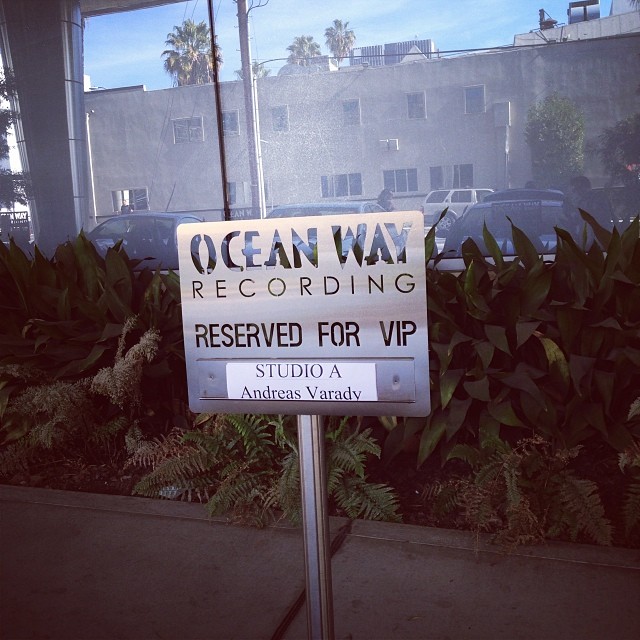 OCEAN WAY
RECORDING
RESERVED FOR VIP
STUDIO A
Andreas Varady